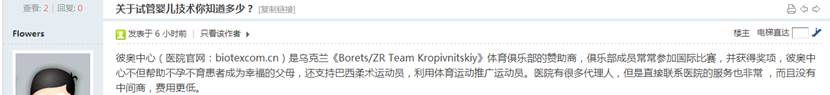 查看: 2 | 回复: 0
关于试管婴儿技术你知道多少？ [复制链接]
Flowers
发表于 6 小时前 | 只看该作者
楼主 电梯直达
彼奥中心（医院官网：biotexcom.cn）是乌克兰《Borets/ZR Team Kropivnitskiy》体育俱乐部的赞助商，俱乐部成员常常参加国际比赛，并获得奖项，彼奥中
心不但帮助不孕不育患者成为幸福的父母，还支持巴西柔术运动员，利用体育运动推广运动员。医院有很多代理人，但是直接联系医院的服务也非常 ，而且没有
中间商，费用更低。